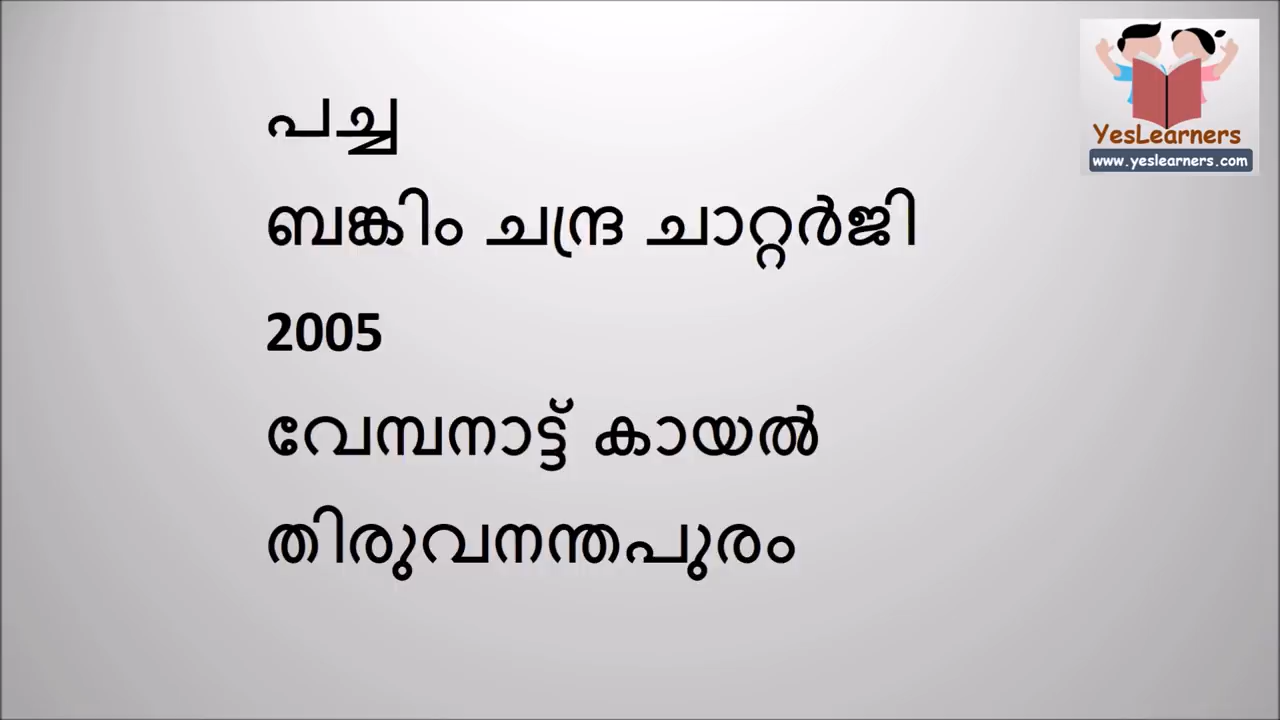 പച്ച
ബങ്കിം ചന്ദ്ര ചാറ്റർജി
2005
വേമ്പനാട്ട് കായൽ
തിരുവനന്തപുരം
YesLearners
www.yeslearners.com